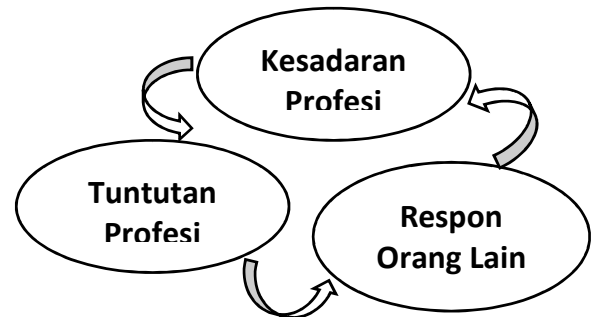 Kesadaran
Profesi
Tuntutan
Profesi
Respon
Orang Lain